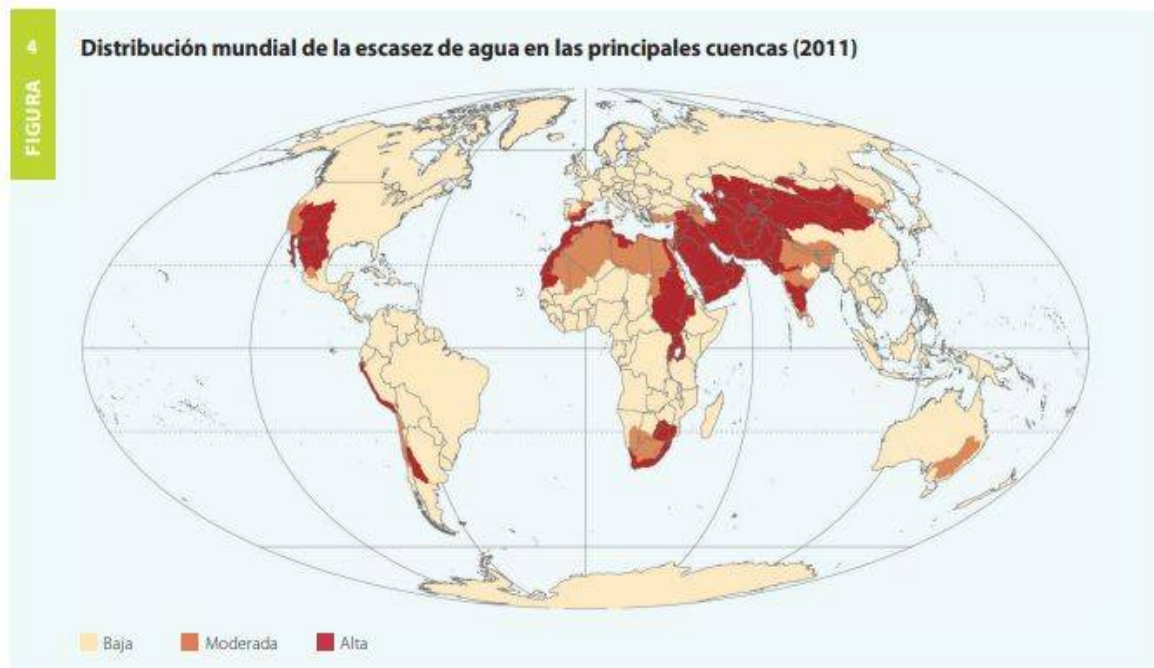 FIGURA 4
Distribución mundial de la escasez de agua en las principales cuencas (2011)
Baja
Moderada
Alta